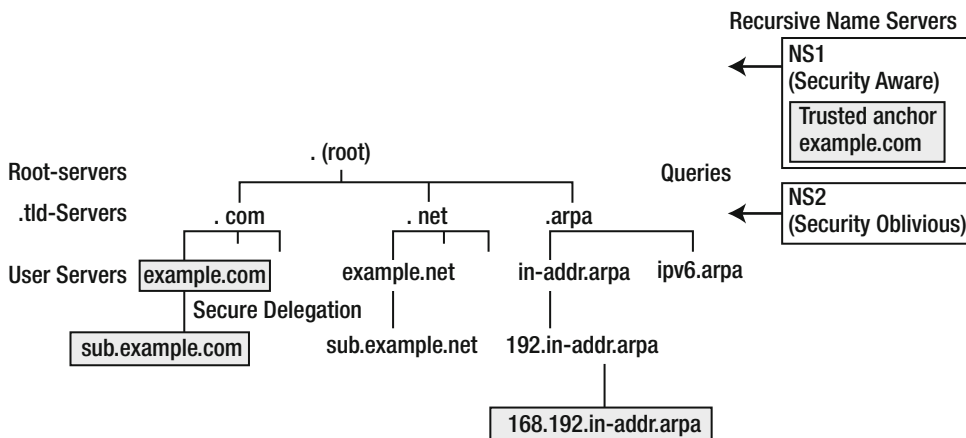 Recursive Name Servers
NS1
(Security Aware)
Trusted anchor
example.com
. (root)
Root-servers
Queries
NS2
(Security Oblivious)
.tld-Servers
. com
. net
.arpa
User Servers
example.com
example.net
in-addr.arpa
ipv6.arpa
Secure Delegation
sub.example.com
sub.example.net
192.in-addr.arpa
168.192.in-addr.arpa